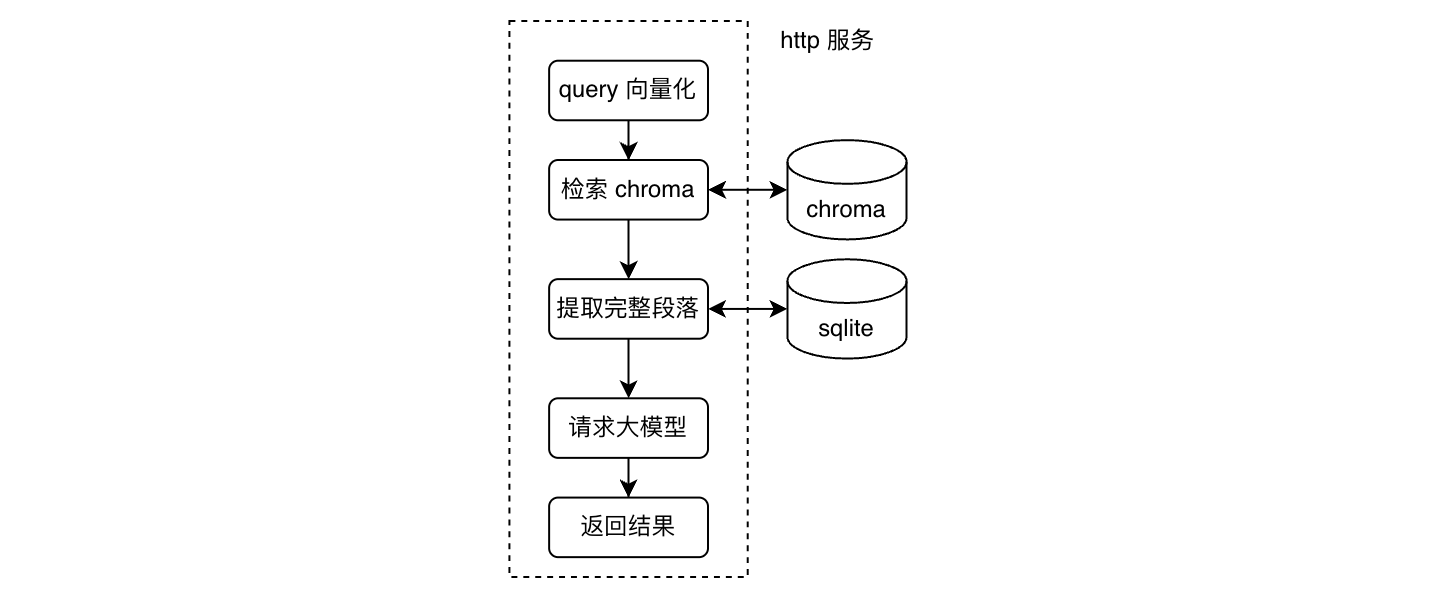 http 服务
query 向量化
检索 chroma
chroma
提取完整段落
sqlite
请求大模型
返回结果